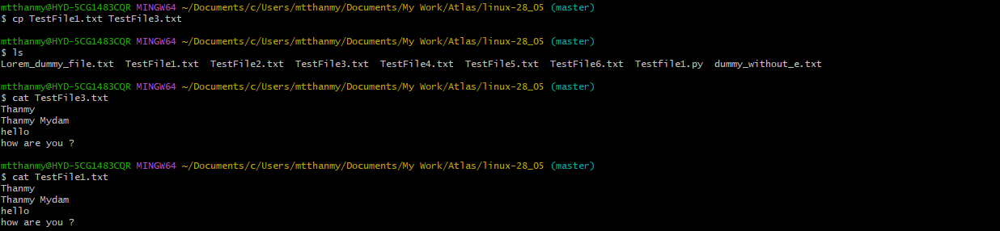 mtthanmy@HYD-5CG1483CQR MINGW64 ~/Documents/c/Users/mtthanmy/Documents/My Work/Atlas/linux-28_05 (master)
$ cp TestFile1.txt TestFile3.txt
mtthanmy@HYD-5CG1483CQR MINGW64 ~/Documents/c/Users/mtthanmy/Documents/My Work/Atlas/linux-28_05 (master)
$ ls
Lorem_dummy_file.txt  TestFile1.txt  TestFile2.txt  TestFile3.txt  TestFile4.txt  TestFile5.txt  TestFile6.txt  Testfile1.py  dummy_without_e.txt
mtthanmy@HYD-5CG1483CQR MINGW64 ~/Documents/c/Users/mtthanmy/Documents/My Work/Atlas/linux-28_05 (master)
$ cat TestFile3.txt
Thanmy
Thanmy Mydam
hello
how are you ?
mtthanmy@HYD-5CG1483CQR MINGW64 ~/Documents/c/Users/mtthanmy/Documents/My Work/Atlas/linux-28_05 (master)
$ cat TestFile1.txt
Thanmy
Thanmy Mydam
hello
how are you ?